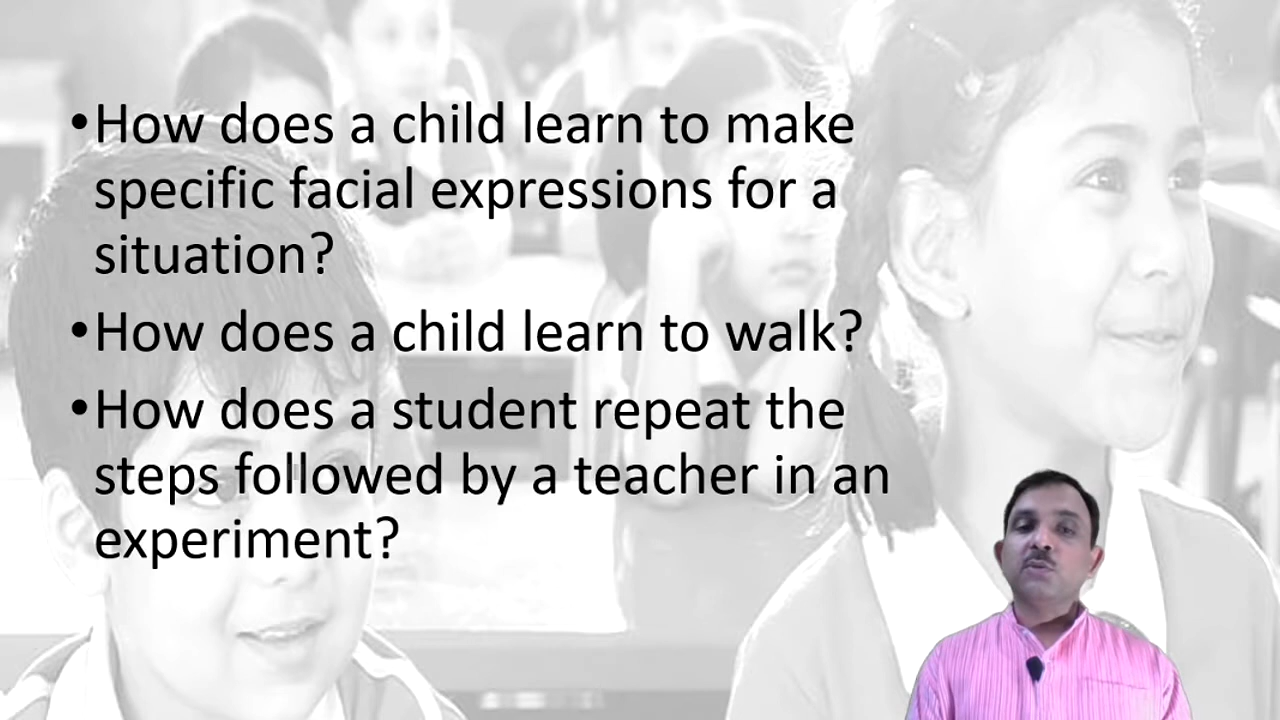 •How does a child learn to make
specific facial expressions for a
situation?
•How does a child learn to walk?
•How does a student repeat the
steps followed by a teacher in an
experiment?